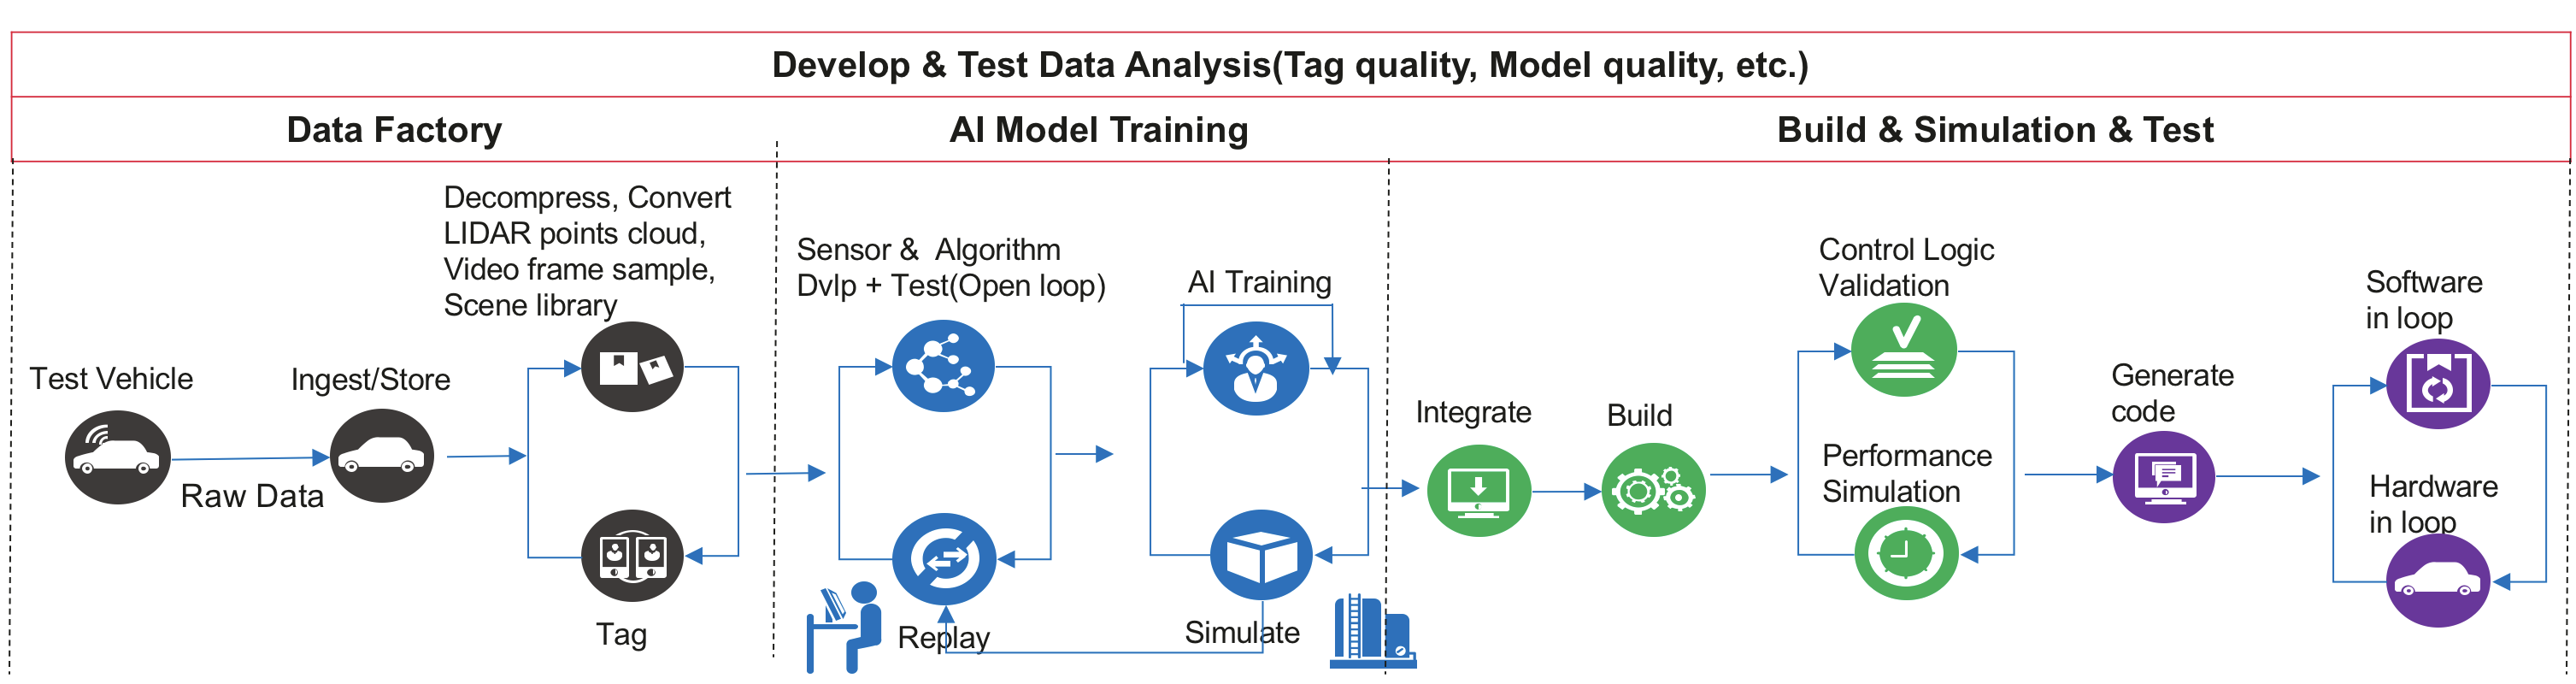 Develop & Test Data Analysis(Tag quality, Model quality, etc.)
Data Factory
AI Model Training
Build & Simulation & Test
Decompress, Convert
LIDAR points cloud,
Video frame sample,
Scene library
Test Vehicle
Raw Data
Ingest/Store
Tag
Sensor & Algorithm
Dvlp + Test(Open loop)
Replay
AI Training
Simulate
Integrate
Build
Control Logic
Validation
Performance
Simulation
Generate
code
Software
in loop
Hardware
in loop